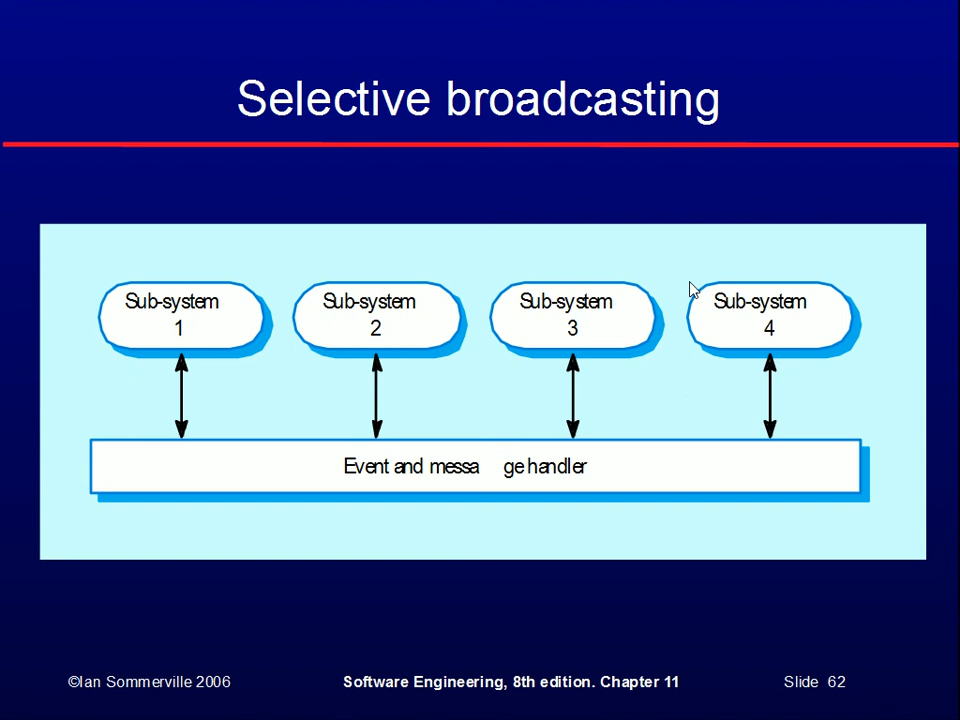 Selective broadcasting
Sub-system Sub-system Sub-system Sub-system
1 2 3 4
Event and messa ge handler
©Ian Sommerville 2006 Software Engineering, 8th edition. Chapter 11 Slide 62